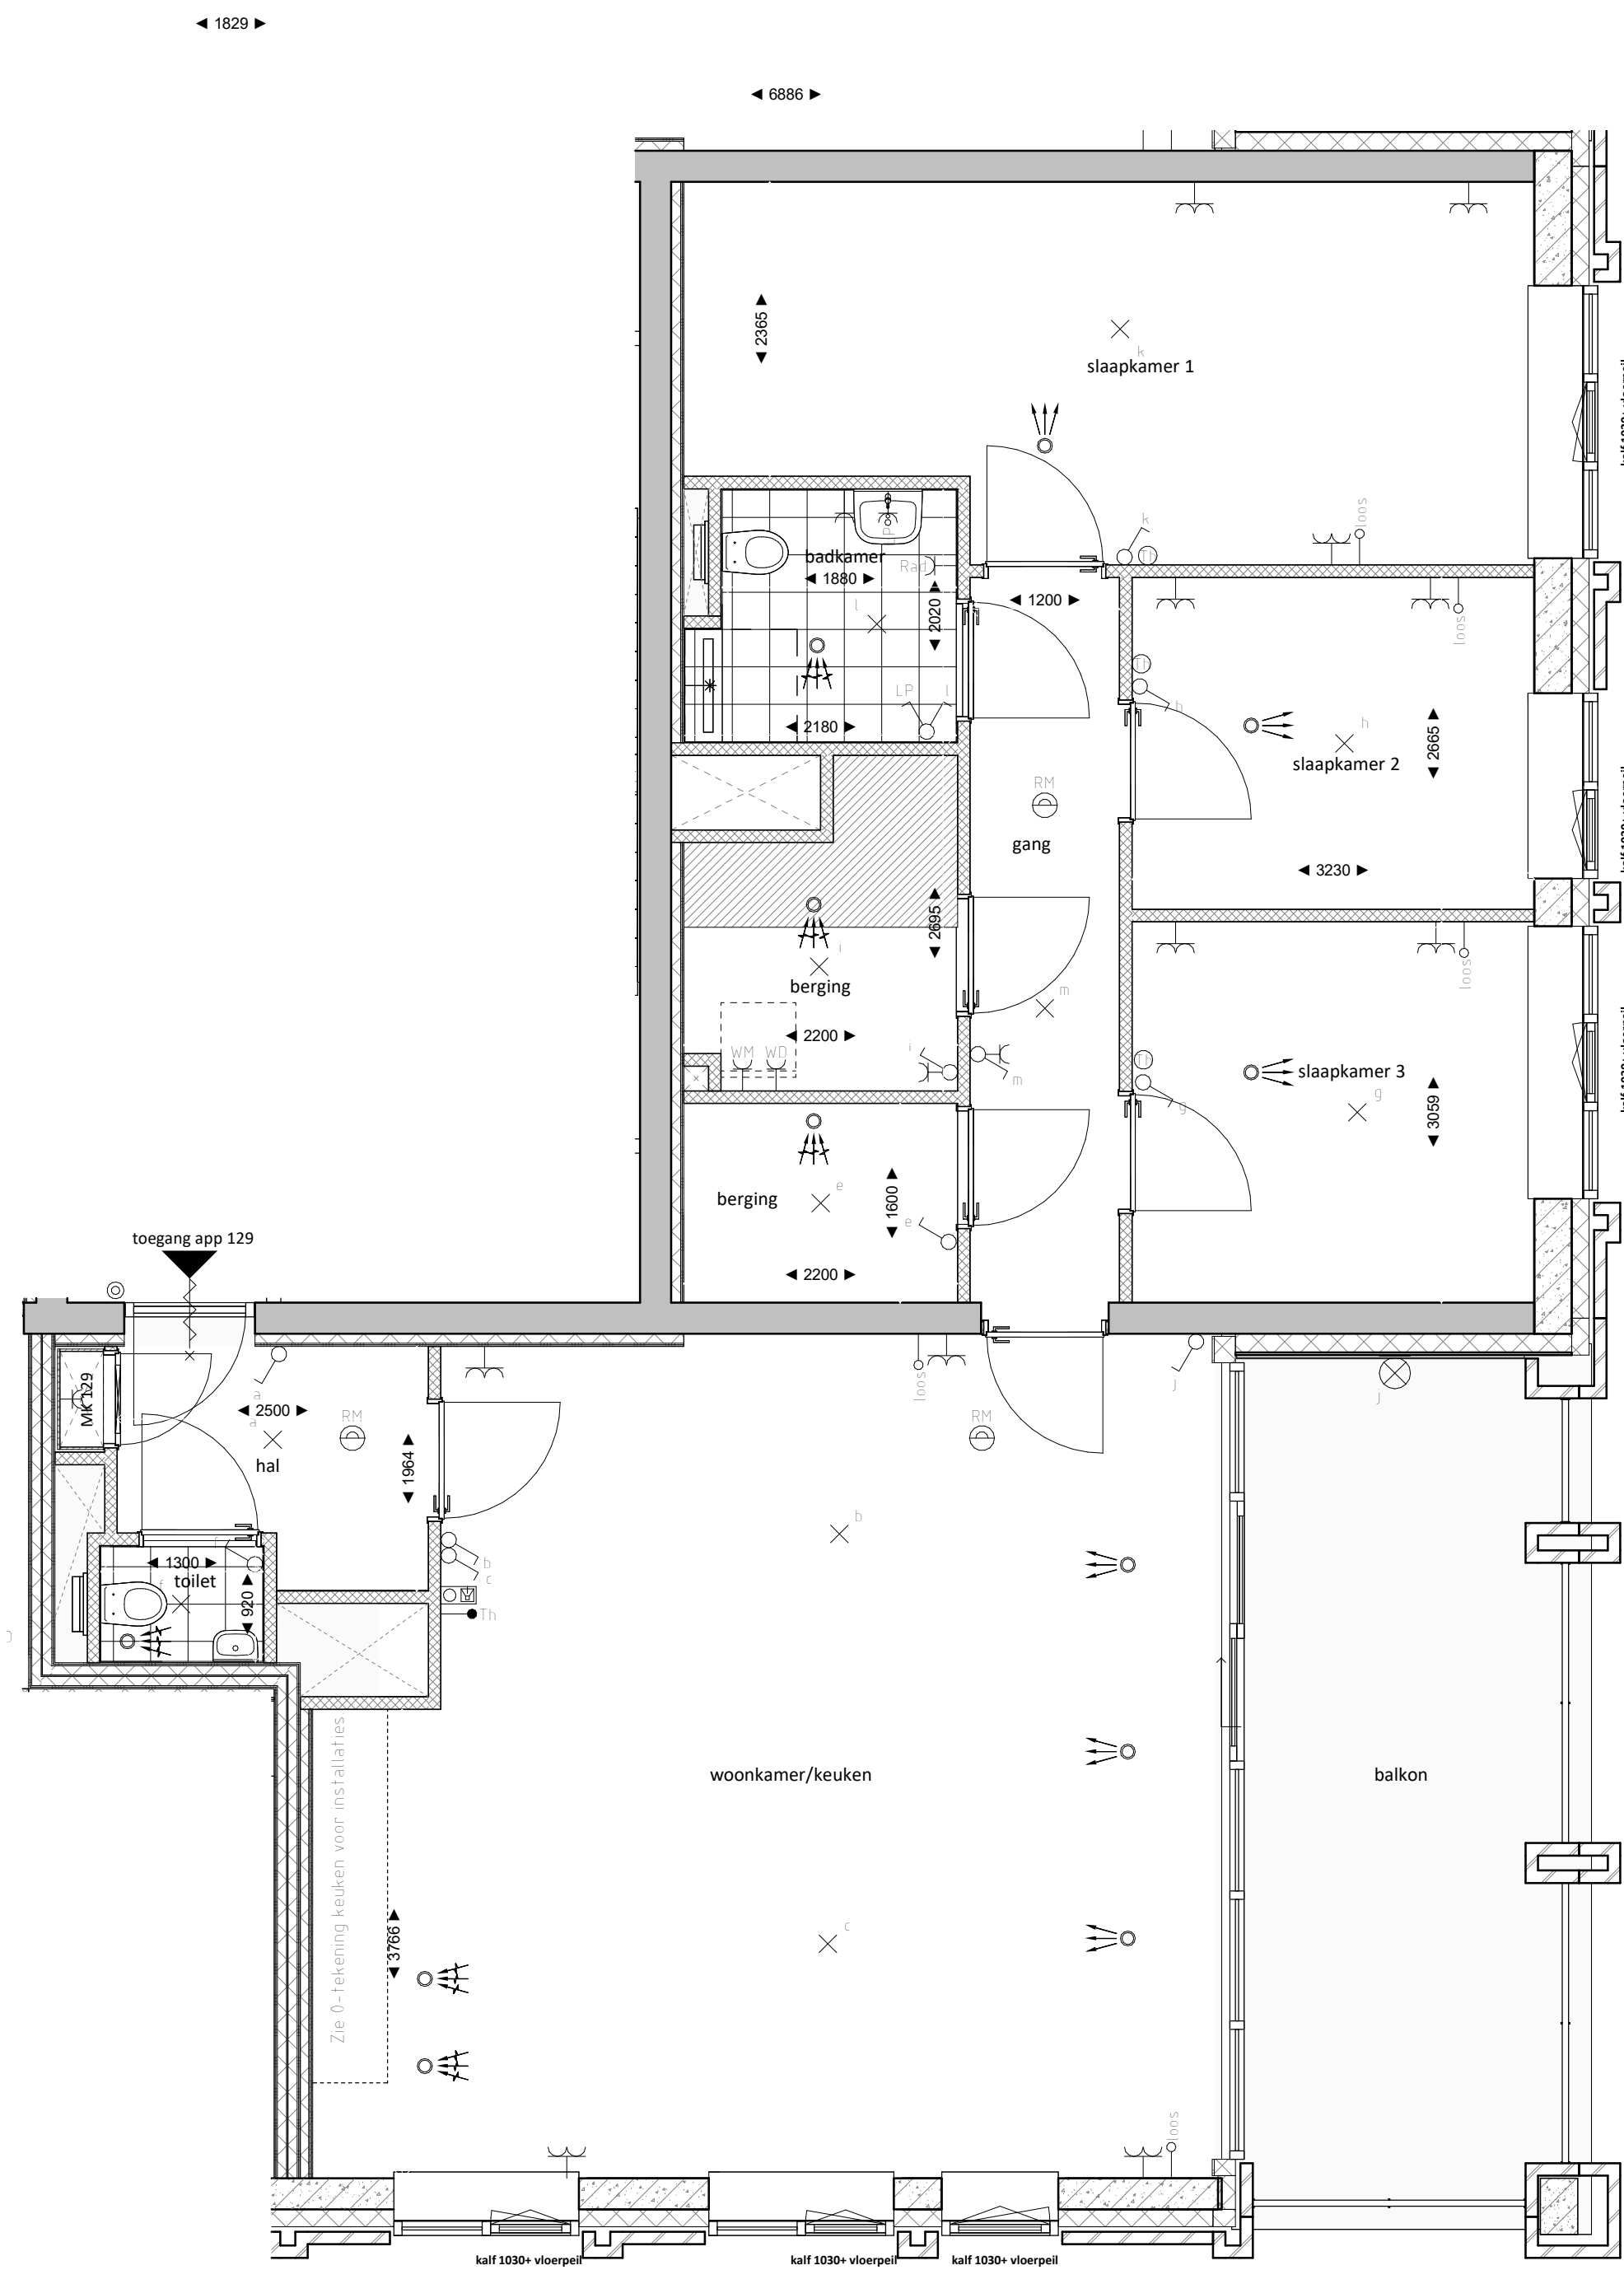 ◄ 1829 ►
◄ 6886 ►
◄ 2365 ►
k
slaapkamer 1
loos
k
Th
badkamer
◄ 1880 ►
Rad
l
◄ 2020 ►
◄ 1200 ►
LP l
◄ 2180 ►
loos
Th
h
h
slaapkamer 2
◄ 2665 ►
◄ 3230 ►
RM
gang
◄ 2695 ►
i
berging
◄ 2200 ►
WM WD
i
m
m
loos
Th
g
slaapkamer 3
g
◄ 3059 ►
berging
e
◄ 1600 ►
e
◄ 2200 ►
toegang app 129
MK 129
a
a
◄ 2500 ►
RM
hal
◄ 1964 ►
loos
RM
j
j
b
b
c
Th
f
◄ 1300 ►
toilet
f
◄ 920 ►
Zie 0-tekening keuken voor installaties
◄ 3766 ►
woonkamer/keuken
balkon
c
loos
kalf 1030+ vloerpeil
kalf 1030+ vloerpeil
kalf 1030+ vloerpeil